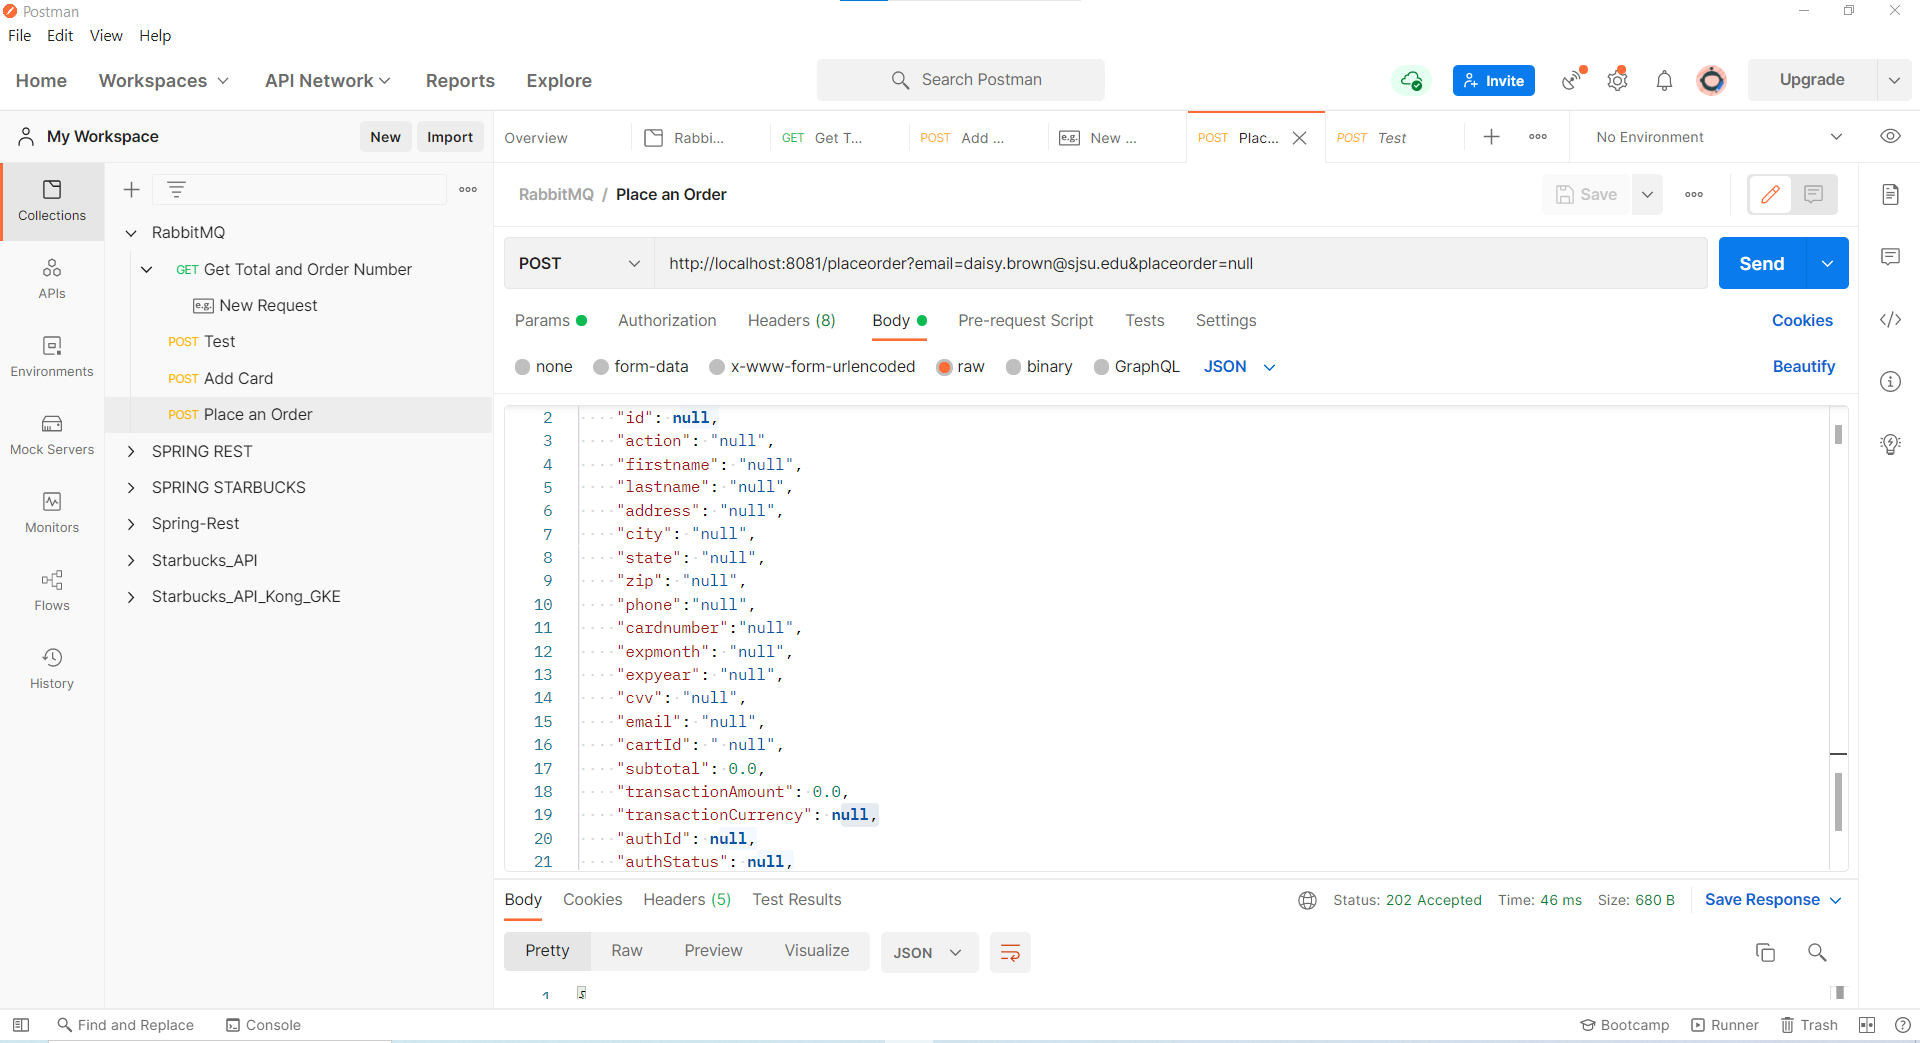 Postman
File Edit View Help
Home Workspaces API Network Reports Explore Search Postman Invite Upgrade
My Workspace New Import Overview Rabbi... GET Get T... POST Add ... e.g. New ... POST Plac... POST Test No Environment
Collections
APIs
Environments
Mock Servers
Monitors
Flows
History
RabbitMQ
GET Get Total and Order Number
e.g. New Request
POST Test
POST Add Card
POST Place an Order
SPRING REST
SPRING STARBUCKS
Spring-Rest
Starbucks_API
Starbucks_API_Kong_GKE
RabbitMQ / Place an Order Save
POST http://localhost:8081/placeorder?email=daisy.brown@sjsu.edu&placeorder=null Send
Params Authorization Headers (8) Body Pre-request Script Tests Settings Cookies
none form-data x-www-form-urlencoded raw binary GraphQL JSON Beautify
2 "id": null,
3 "action": "null",
4 "firstname": "null",
5 "lastname": "null",
6 "address": "null",
7 "city": "null",
8 "state": "null",
9 "zip": "null",
10 "phone":"null",
11 "cardnumber":"null",
12 "expmonth": "null",
13 "expyear": "null",
14 "cvv": "null",
15 "email": "null",
16 "cartId": " null",
17 "subtotal": 0.0,
18 "transactionAmount": 0.0,
19 "transactionCurrency": null,
20 "authId": null,
21 "authStatus": null,
Body Cookies Headers (5) Test Results Status: 202 Accepted Time: 46 ms Size: 680 B Save Response
Pretty Raw Preview Visualize JSON
1
Find and Replace Console Bootcamp Runner Trash